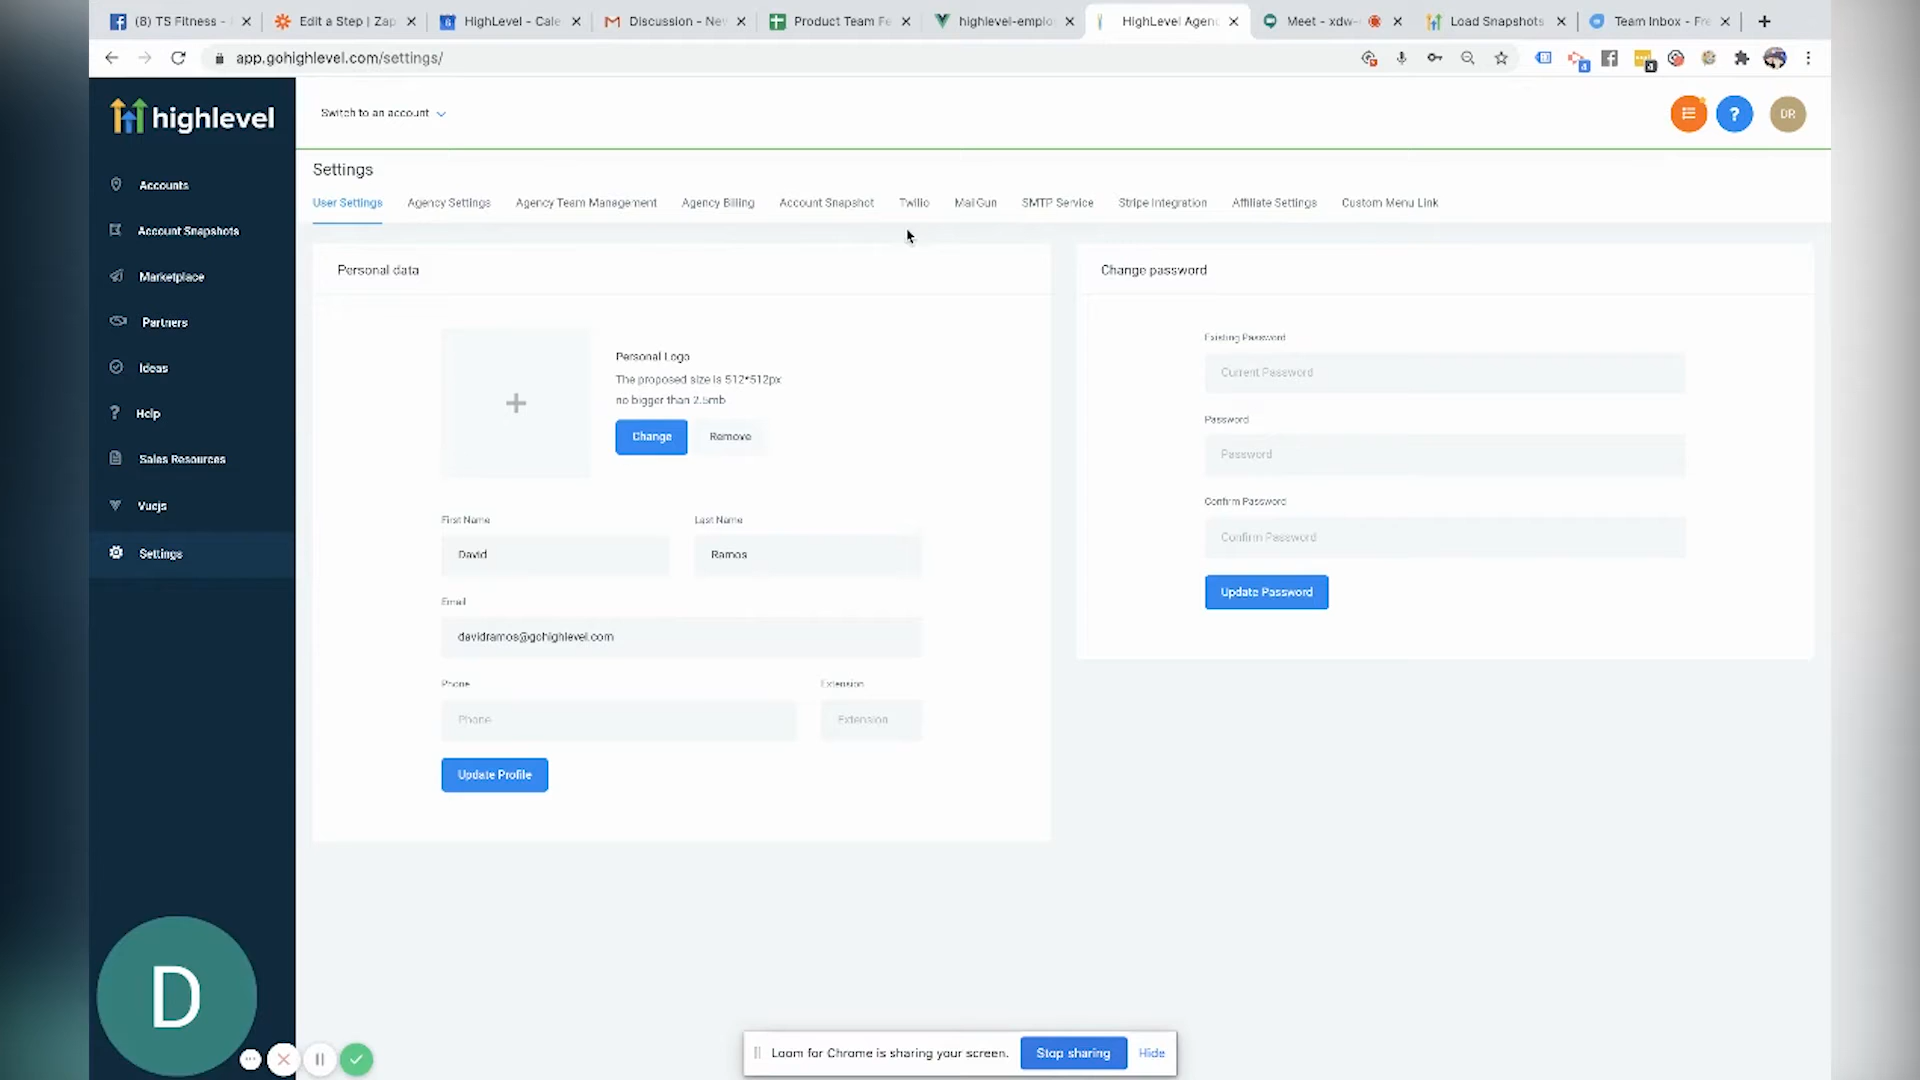 (8) TS Fitness -
Edit a Step | Zap
HighLevel - Cale
Discussion - Nev
Product Team Fe
highlevel-emplo
HighLevel Agen
Meet - xdw-
Load Snapshots
Team Inbox - Fre
app.gohighlevel.com/settings/
highlevel
Switch to an account
?
DR
Accounts
Account Snapshots
Marketplace
Partners
Ideas
Help
Sales Resources
Vuejs
Settings
Settings
User Settings
Agency Settings
Agency Team Management
Agency Billing
Account Snapshot
Twilio
MailGun
SMTP Service
Stripe Integration
Affiliate Settings
Custom Menu Link
Personal data
Personal Logo
The proposed size is 512*512px
no bigger than 2.5mb
Change
Remove
First Name
Last Name
David
Ramos
Email
davidramos@gohighlevel.com
Phone
Extension
Phone
Extension
Update Profile
Change password
Existing Password
Current Password
Password
Password
Confirm Password
Confirm Password
Update Password
D
Loom for Chrome is sharing your screen.
Stop sharing
Hide